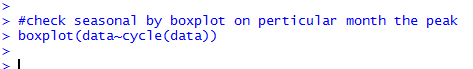 >
> #check seasonal by boxplot on perticular month the peak
> boxplot(data~cycle(data))
>
>